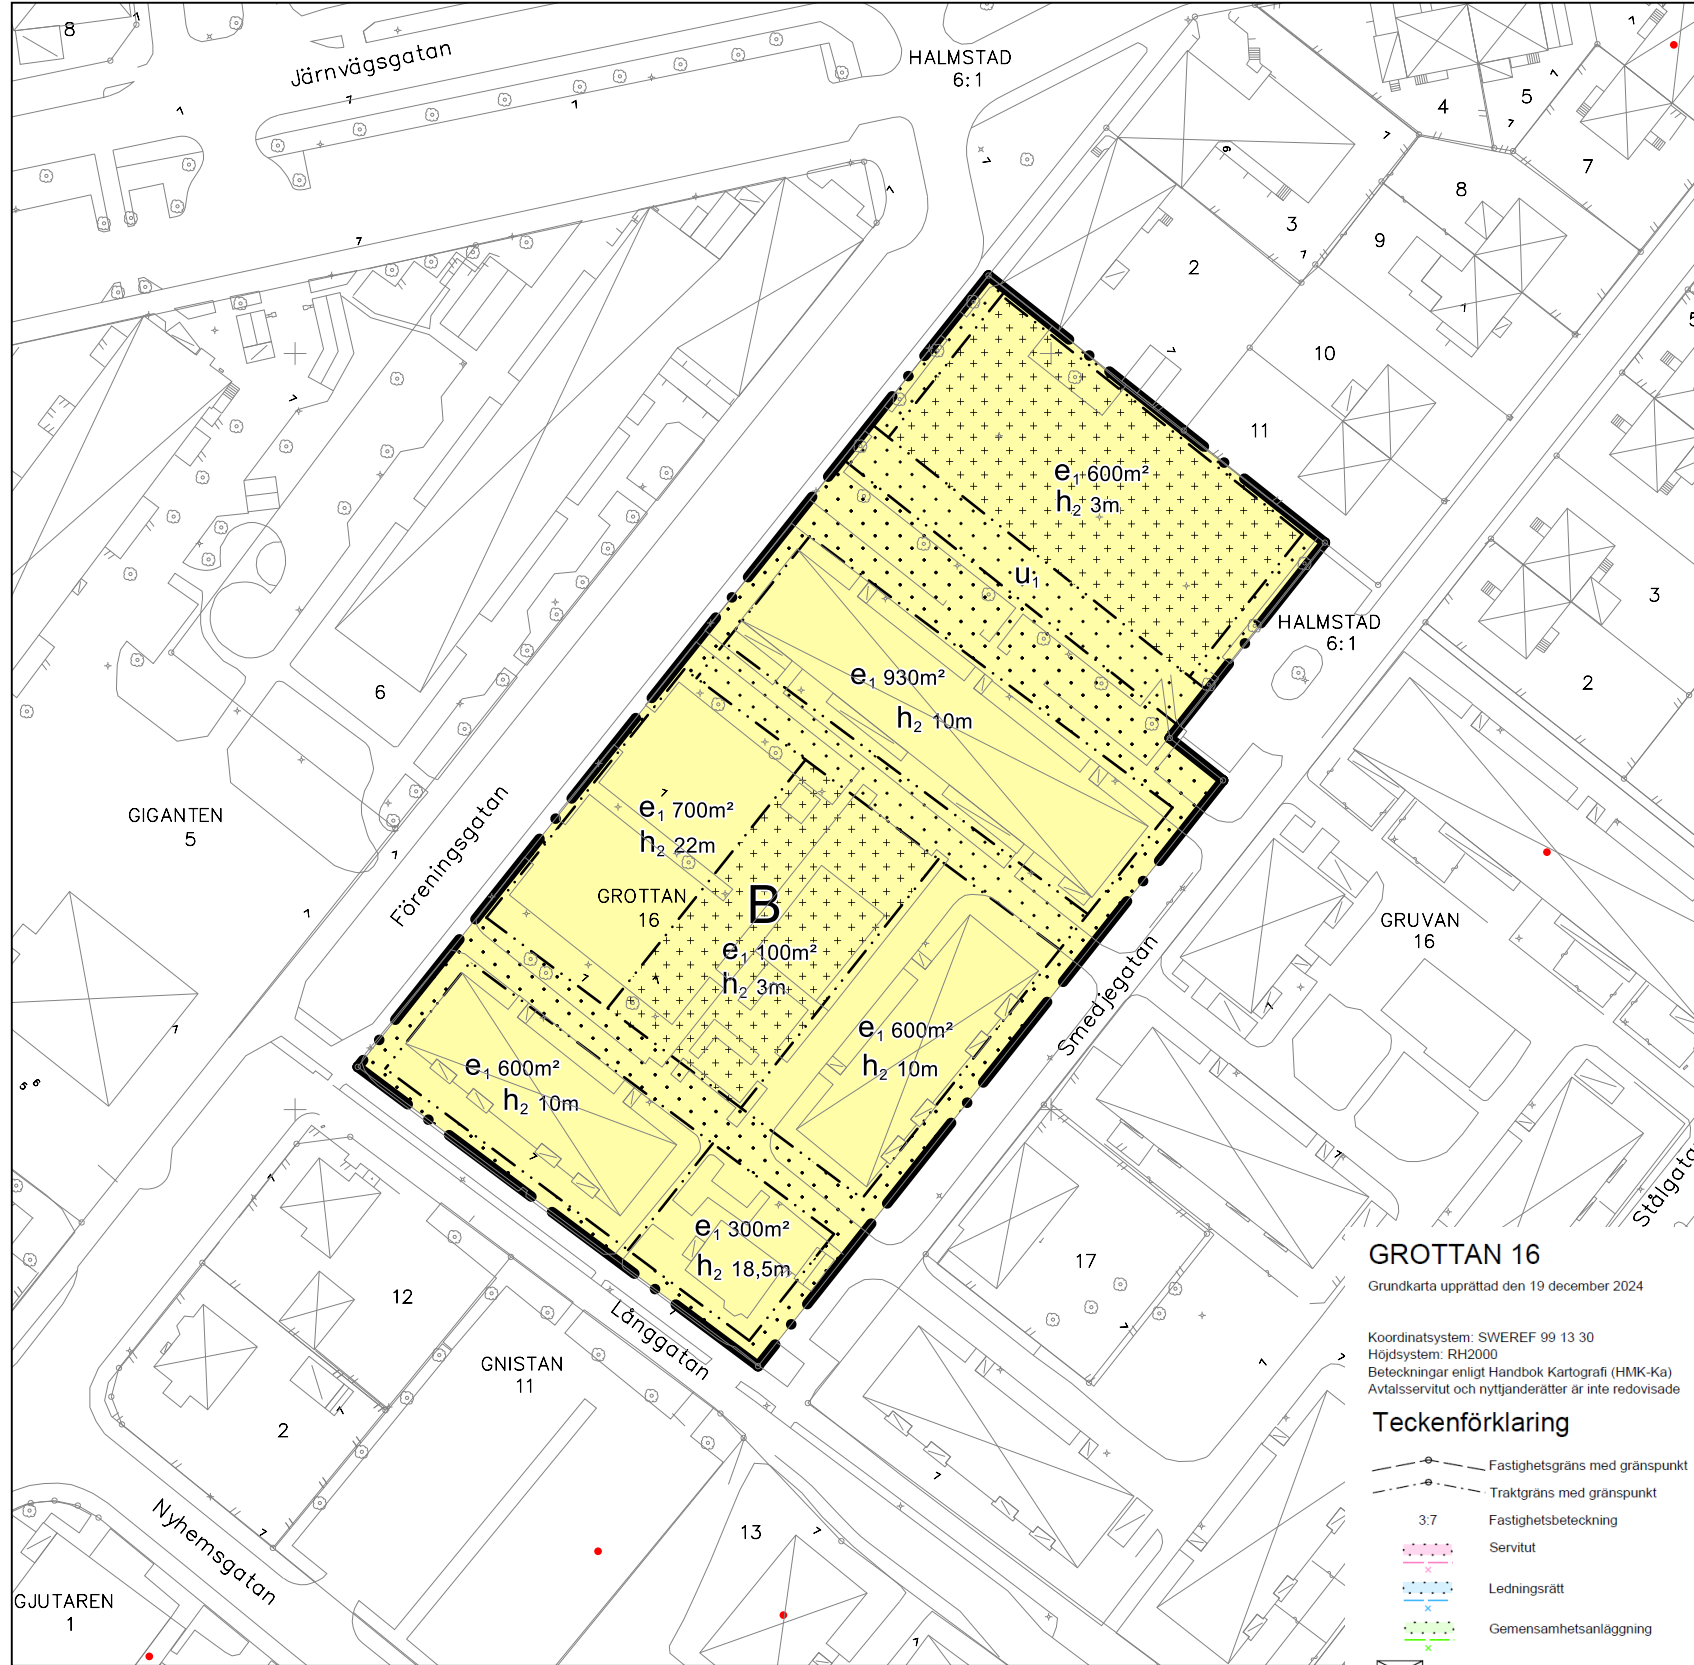 8
Järnvägsgatan
HALMSTAD
6:1
4
5
7
8
3
9
2
10
11
e₁ 600m²
h₂ 3m
u₁
HALMSTAD
6:1
3
2
6
e₁ 930m²
h₂ 10m
GIGANTEN
5
Föreningsgatan
e₁ 700m²
h₂ 22m
GROTTAN
16
B
e₁ 100m²
h₂ 3m
GRUVAN
16
Smedjegatan
e₁ 600m²
h₂ 10m
e₁ 600m²
h₂ 10m
e₁ 300m²
h₂ 18,5m
17
12
Långgatan
GNISTAN
11
2
13
Nyhemsgatan
GJUTAREN
1
GROTTAN 16
Grundkarta upprättad den 19 december 2024
Koordinatsystem: SWEREF 99 13 30
Höjdsystem: RH2000
Beteckningar enligt Handbok Kartografi (HMK-Ka)
Avtalsservitut och nyttjanderätter är inte redovisade
Teckenförklaring
Fastighetsgräns med gränspunkt
Traktgräns med gränspunkt
3:7 Fastighetsbeteckning
Servitut
Ledningsrätt
Gemensamhetsanläggning